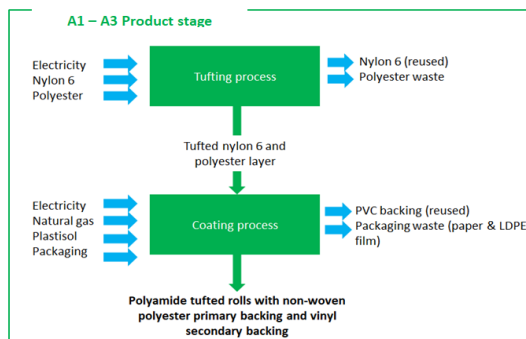 A1 – A3 Product stage
Electricity
Nylon 6
Polyester
Tufting process
Nylon 6 (reused)
Polyester waste
Tufted nylon 6 and
polyester layer
Electricity
Natural gas
Plastisol
Packaging
Coating process
PVC backing (reused)
Packaging waste (paper & LDPE
film)
Polyamide tufted rolls with non-woven
polyester primary backing and vinyl
secondary backing